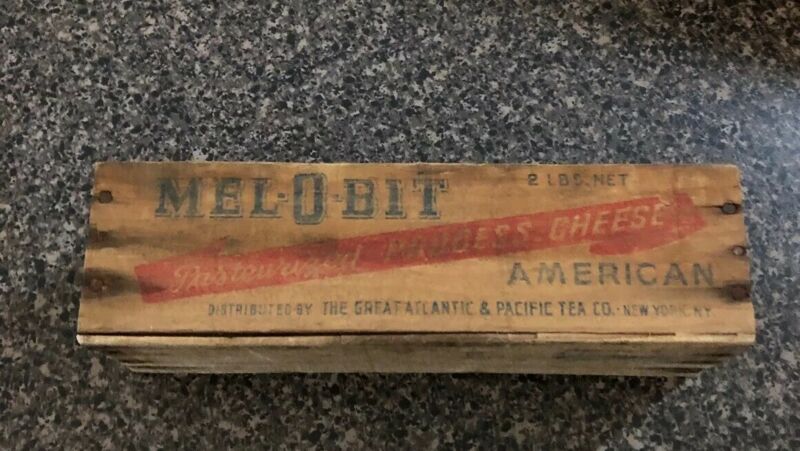 MEL-O-BIT
2 LBS. NET
Pasteurized PROCESS CHEESE
AMERICAN
DISTRIBUTED BY THE GREAT ATLANTIC & PACIFIC TEA CO. - NEW YORK, N.Y.